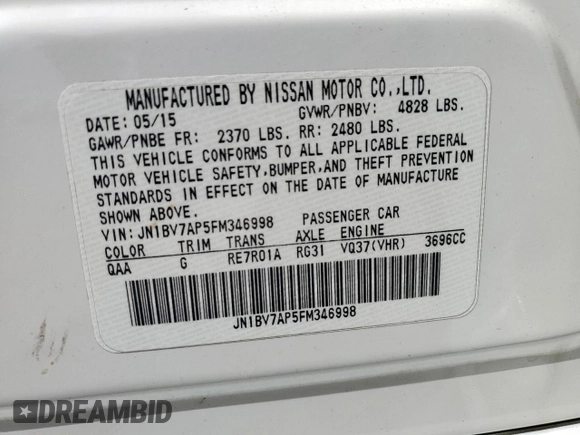 MANUFACTURED BY NISSAN MOTOR CO.,LTD.
DATE: 05/15 GVWR/PNBV: 4828 LBS.
GAWR/PNBE FR: 2370 LBS. RR: 2480 LBS.
THIS VEHICLE CONFORMS TO ALL APPLICABLE FEDERAL
MOTOR VEHICLE SAFETY,BUMPER,AND THEFT PREVENTION
STANDARDS IN EFFECT ON THE DATE OF MANUFACTURE
SHOWN ABOVE.
VIN: JN1BV7AP5FM346998 PASSENGER CAR
COLOR TRIM TRANS AXLE ENGINE
QAA G RE7R01A RG31 VQ37(VHR) 3696CC
JN1BV7AP5FM346998
DREAMBID